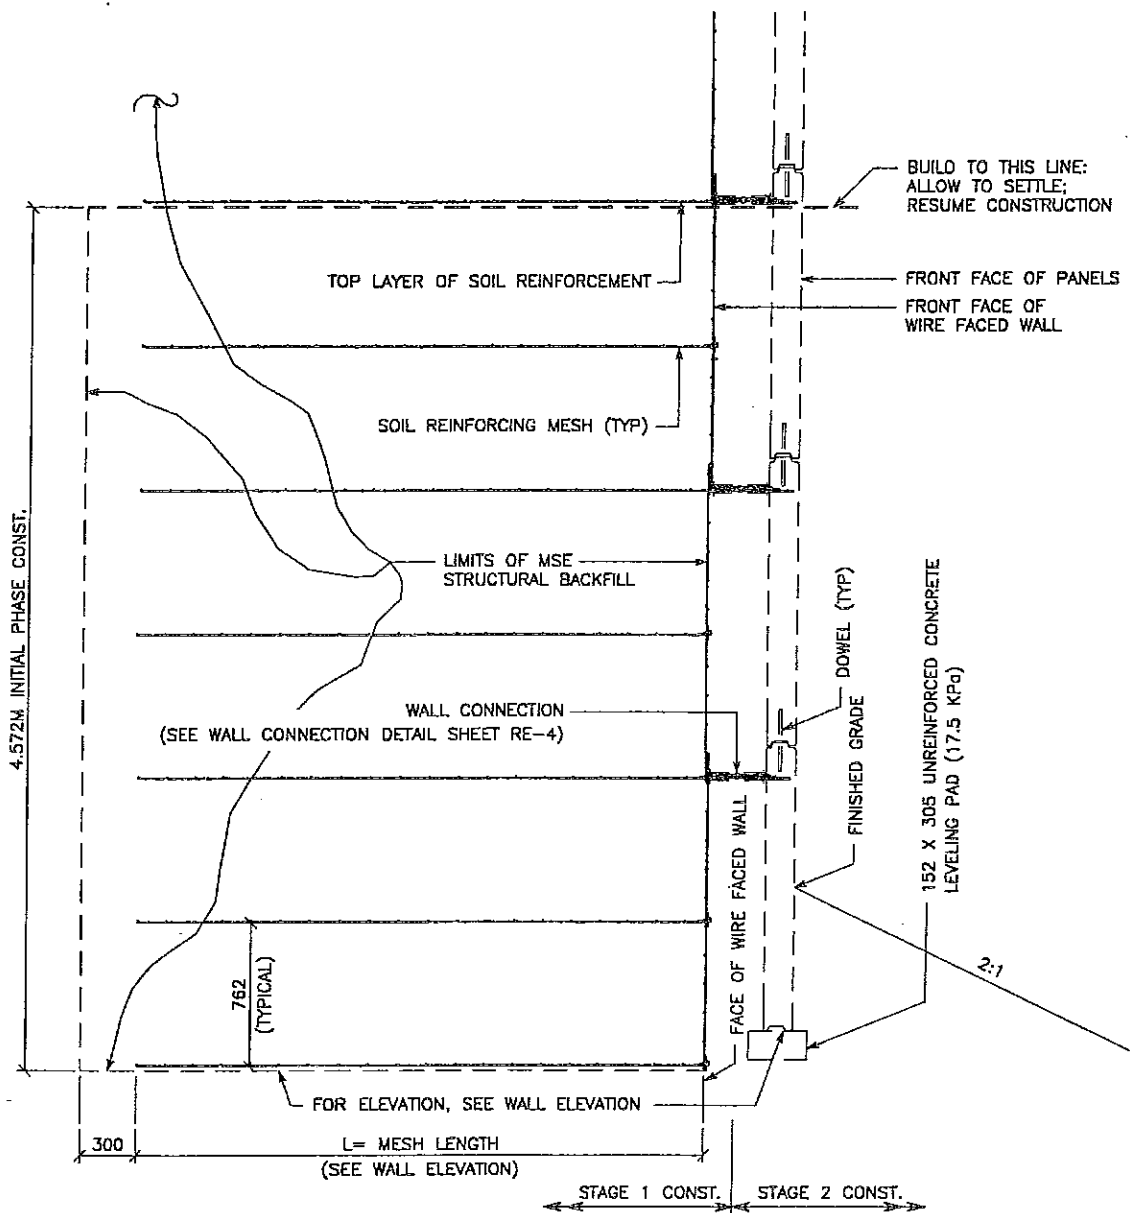 BUILD TO THIS LINE:
ALLOW TO SETTLE;
RESUME CONSTRUCTION
TOP LAYER OF SOIL REINFORCEMENT
FRONT FACE OF PANELS
FRONT FACE OF
WIRE FACED WALL
SOIL REINFORCING MESH (TYP)
4.572M INITIAL PHASE CONST.
LIMITS OF MSE
STRUCTURAL BACKFILL
DOWEL (TYP)
FINISHED GRADE
152 X 305 UNREINFORCED CONCRETE
LEVELING PAD (17.5 KPa)
WALL CONNECTION
(SEE WALL CONNECTION DETAIL SHEET RE-4)
FACE OF WIRE FACED WALL
762
(TYPICAL)
2:1
FOR ELEVATION, SEE WALL ELEVATION
300
L= MESH LENGTH
(SEE WALL ELEVATION)
STAGE 1 CONST.
STAGE 2 CONST.